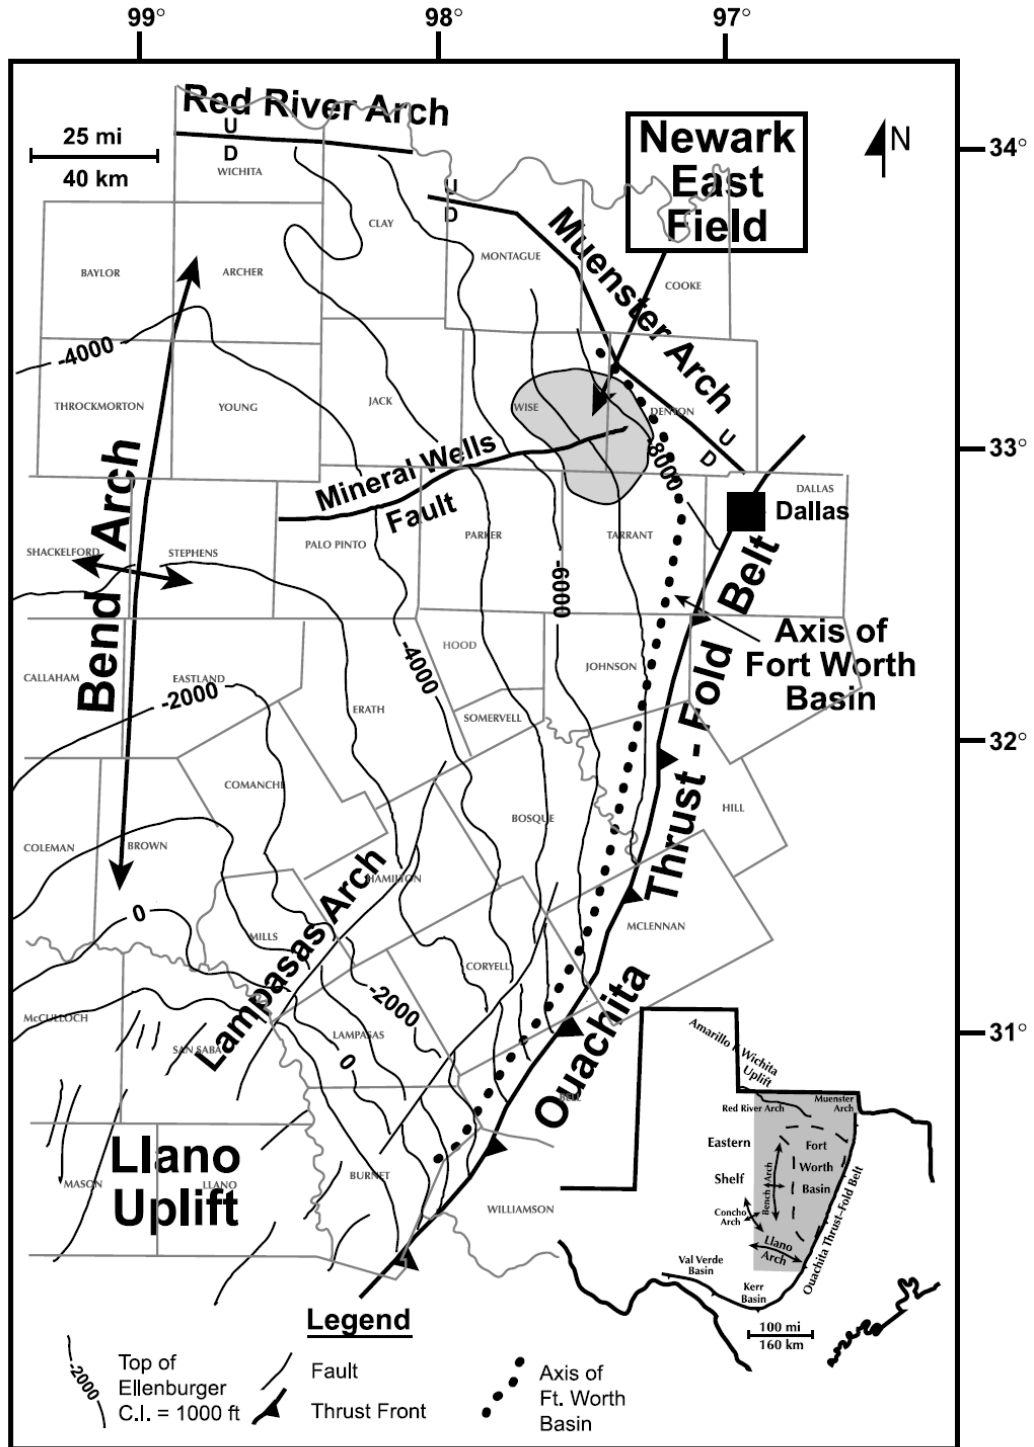 99° 98° 97°
Red River Arch
U
D
25 mi
40 km
WICHITA
Newark
East
Field
N
34°
U
D
CLAY
MONTAGUE
Muenster Arch
COOKE
BAYLOR
ARCHER
-4000
THROCKMORTON
YOUNG
JACK
WISE
DENTON
U
D
33°
-8000
Mineral Wells
Fault
DALLAS
Dallas
Bend Arch
SHACKELFORD
STEPHENS
PALO PINTO
PARKER
TARRANT
-6000
Axis of
Fort Worth
Basin
-4000
HOOD
JOHNSON
CALLAHAM
EASTLAND
-2000
ERATH
SOMERVELL
32°
COMANCHE
BOSQUE
HILL
COLEMAN
BROWN
HAMILTON
0
MILLS
Lampasas Arch
MCLENNAN
CORYELL
-2000
McCULLOCH
SAN SABA
LAMPASAS
0
31°
Ouachita Thrust - Fold Belt
BELL
Llano
Uplift
MASON
LLANO
BURNET
WILLIAMSON
Amarillo Wichita
Uplift
Red River Arch
Muenster
Arch
Eastern
Shelf
Fort
Worth
Basin
Bench Arch
Concho
Arch
Llano
Arch
Ouachita Thrust-Fold Belt
Val Verde
Basin
Kerr
Basin
100 mi
160 km
Legend
-2000
Top of
Ellenburger
C.I. = 1000 ft
Fault
Thrust Front
Axis of
Ft. Worth
Basin